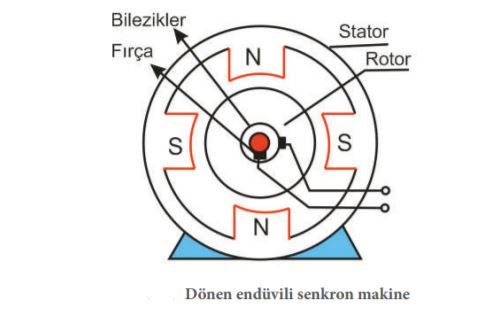 Bilezikler
Stator
Fırça
N
Rotor
S
S
N
Dönen endüvili senkron makine